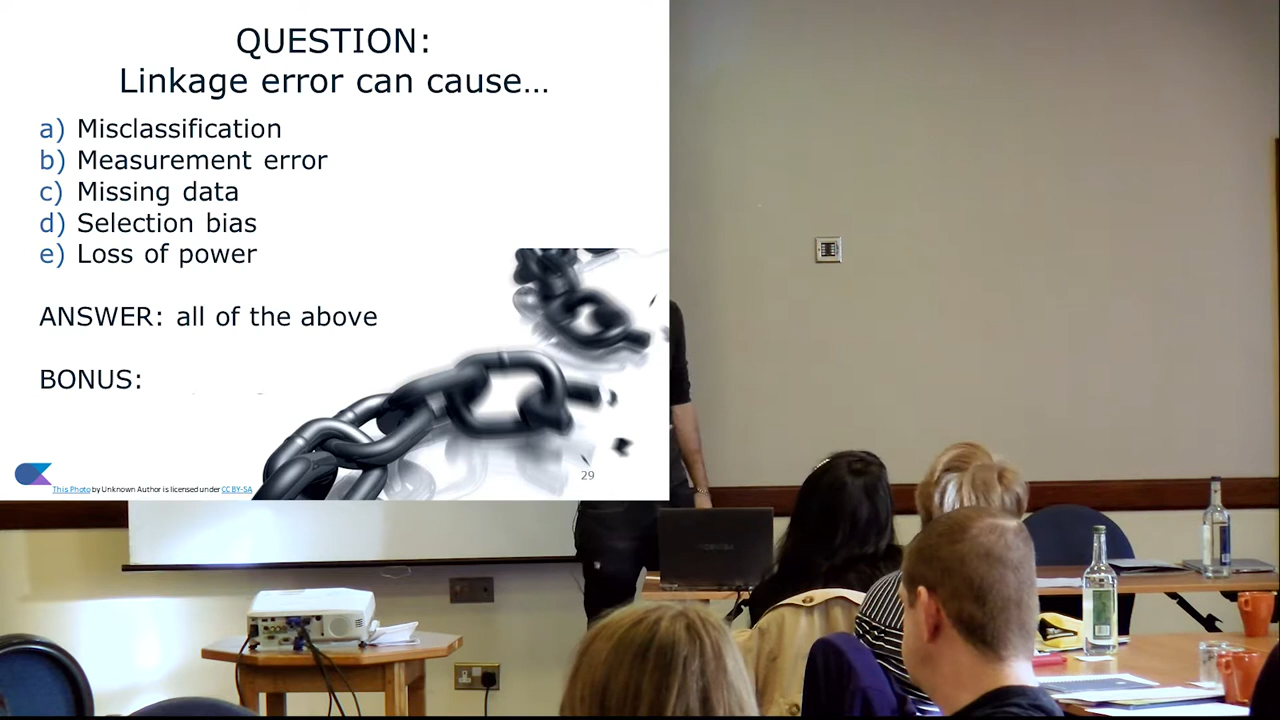 QUESTION:
Linkage error can cause...
a) Misclassification
b) Measurement error
c) Missing data
d) Selection bias
e) Loss of power
ANSWER: all of the above
BONUS:
29
This Photo by Unknown Author is licensed under CC BY-SA
TOSHIBA